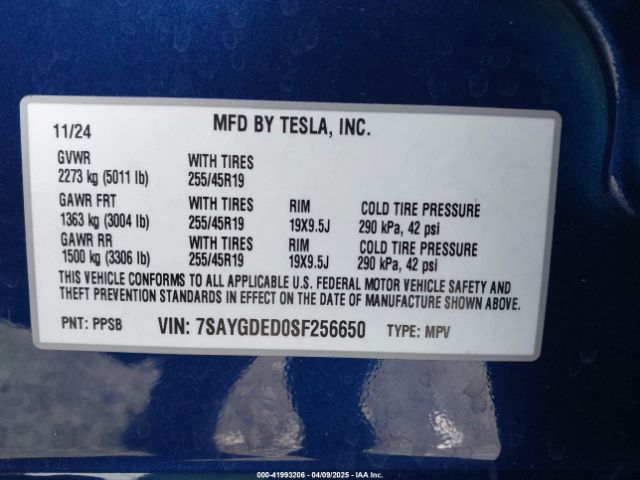 11/24 MFD BY TESLA, INC.
GVWR WITH TIRES
2273 kg (5011 lb) 255/45R19
GAWR FRT WITH TIRES RIM COLD TIRE PRESSURE
1363 kg (3004 lb) 255/45R19 19X9.5J 290 kPa, 42 psi
GAWR RR WITH TIRES RIM COLD TIRE PRESSURE
1500 kg (3306 lb) 255/45R19 19X9.5J 290 kPa, 42 psi
THIS VEHICLE CONFORMS TO ALL APPLICABLE U.S. FEDERAL MOTOR VEHICLE SAFETY AND
THEFT PREVENTION STANDARDS IN EFFECT ON THE DATE OF MANUFACTURE SHOWN ABOVE.
PNT: PPSB VIN: 7SAYGDED0SF256650 TYPE: MPV
000-41993206 - 04/09/2025 - IAA Inc.